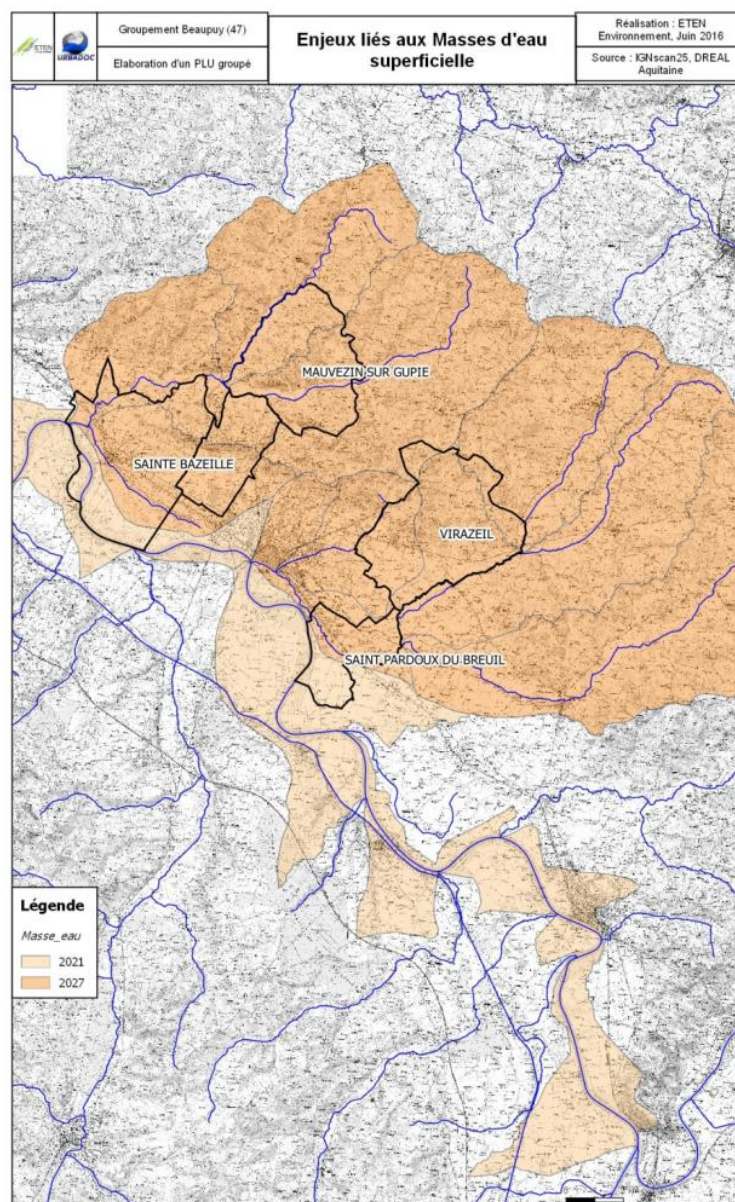 ETEN
URBADOC
Groupement Beaupuy (47)
Elaboration d'un PLU groupé
Enjeux liés aux Masses d'eau
superficielle
Réalisation : ETEN
Environnement, Juin 2016
Source : IGNscan25, DREAL
Aquitaine
MAUVEZIN SUR GUPIE
SAINTE BAZEILLE
VIRAZEIL
SAINT PARDOUX DU BREUIL
Légende
Masse_eau
2021
2027